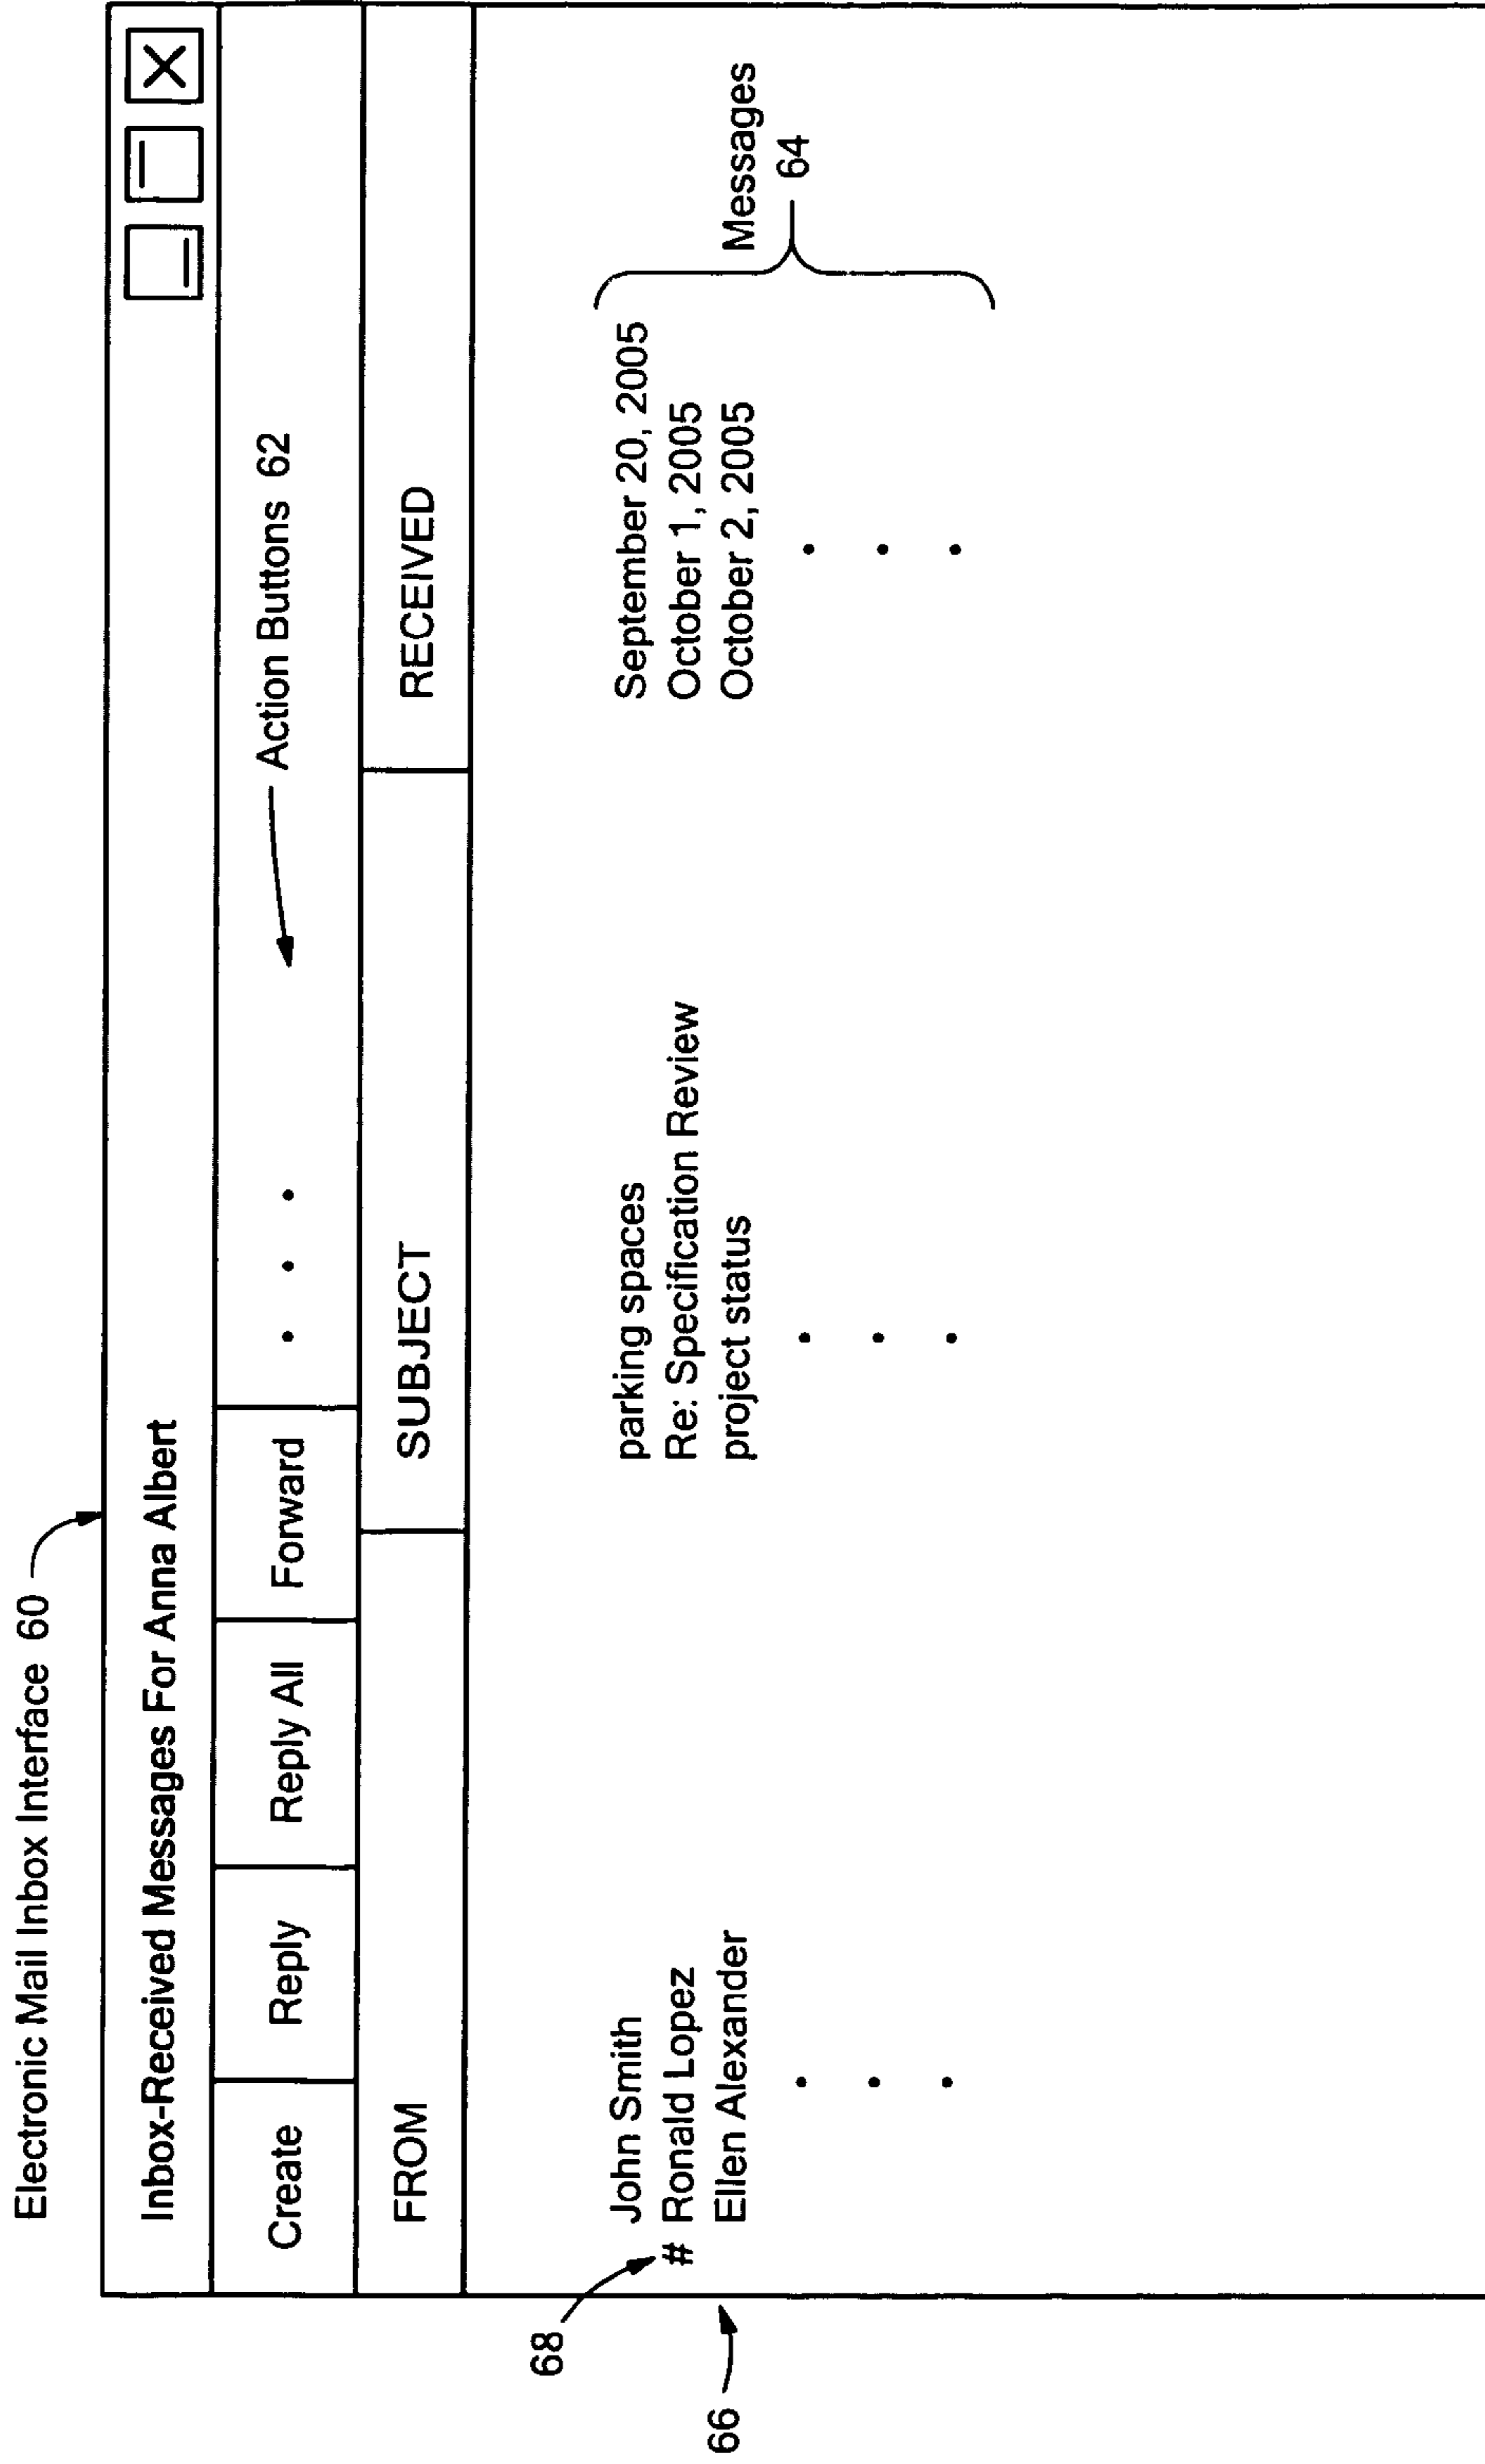 Electronic Mail Inbox Interface 60
Inbox-Received Messages For Anna Albert
Create Reply Reply All Forward . . . Action Buttons 62
FROM SUBJECT RECEIVED
68
John Smith parking spaces September 20, 2005
# Ronald Lopez Re: Specification Review October 1, 2005
66 Ellen Alexander project status October 2, 2005
Messages
64